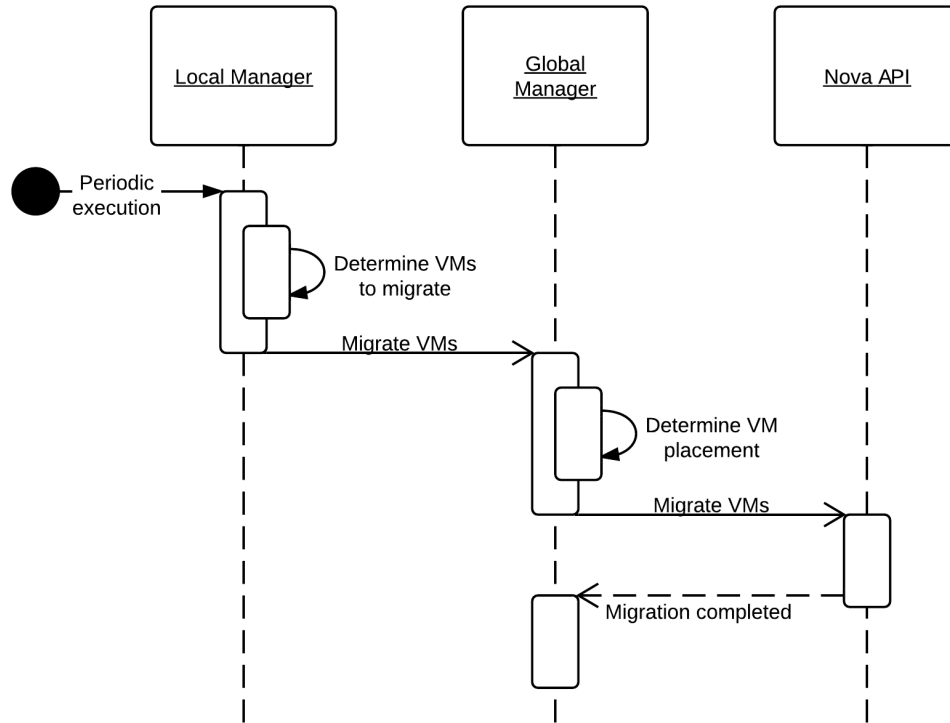 Local Manager
Global
Manager
Nova API
Periodic
execution
Determine VMs
to migrate
Migrate VMs
Determine VM
placement
Migrate VMs
Migration completed